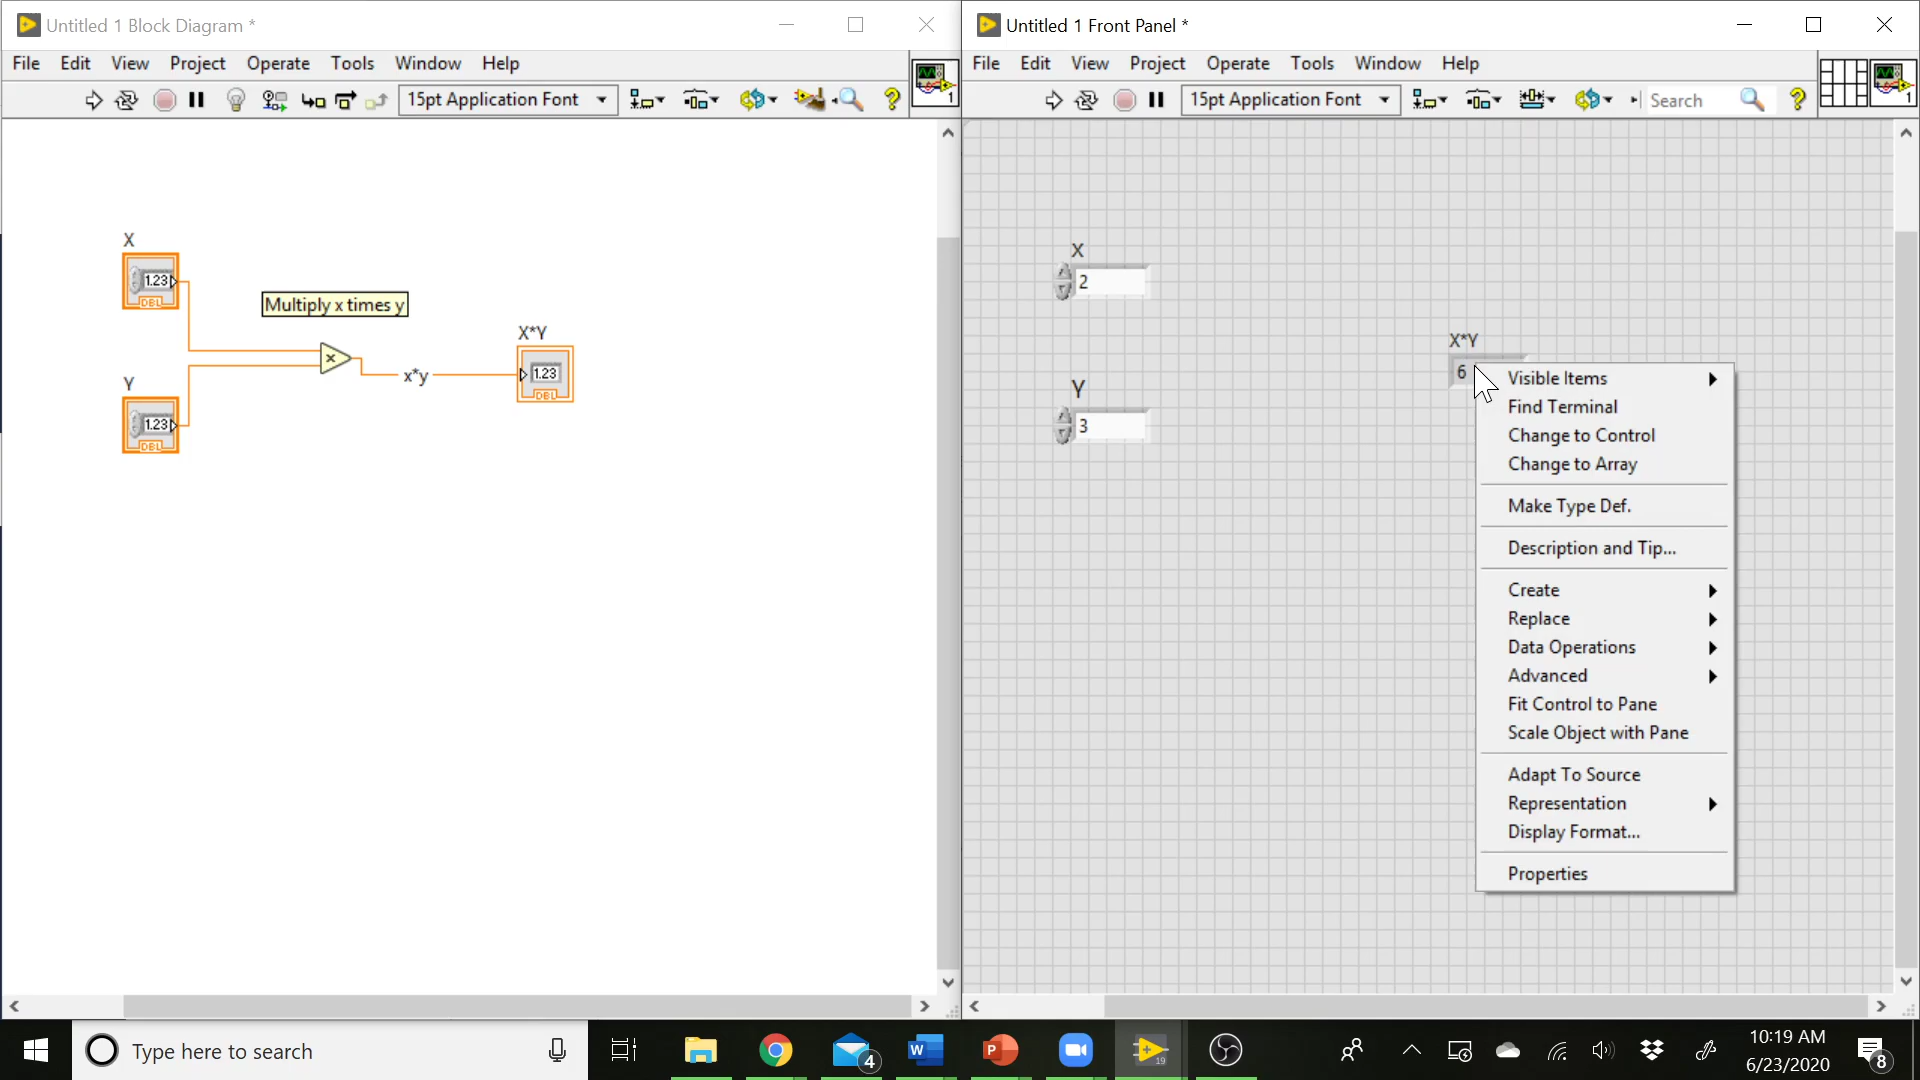 Untitled 1 Block Diagram *
File Edit View Project Operate Tools Window Help
15pt Application Font
1
X
1.23
DBL
Multiply x times y
×
x*y
X*Y
1.23
DBL
Y
1.23
DBL
Untitled 1 Front Panel *
File Edit View Project Operate Tools Window Help
15pt Application Font
Search
1
X
2
Y
3
X*Y
6
Visible Items
Find Terminal
Change to Control
Change to Array
Make Type Def.
Description and Tip...
Create
Replace
Data Operations
Advanced
Fit Control to Pane
Scale Object with Pane
Adapt To Source
Representation
Display Format...
Properties
Type here to search
4
W
P
19
10:19 AM
6/23/2020
8